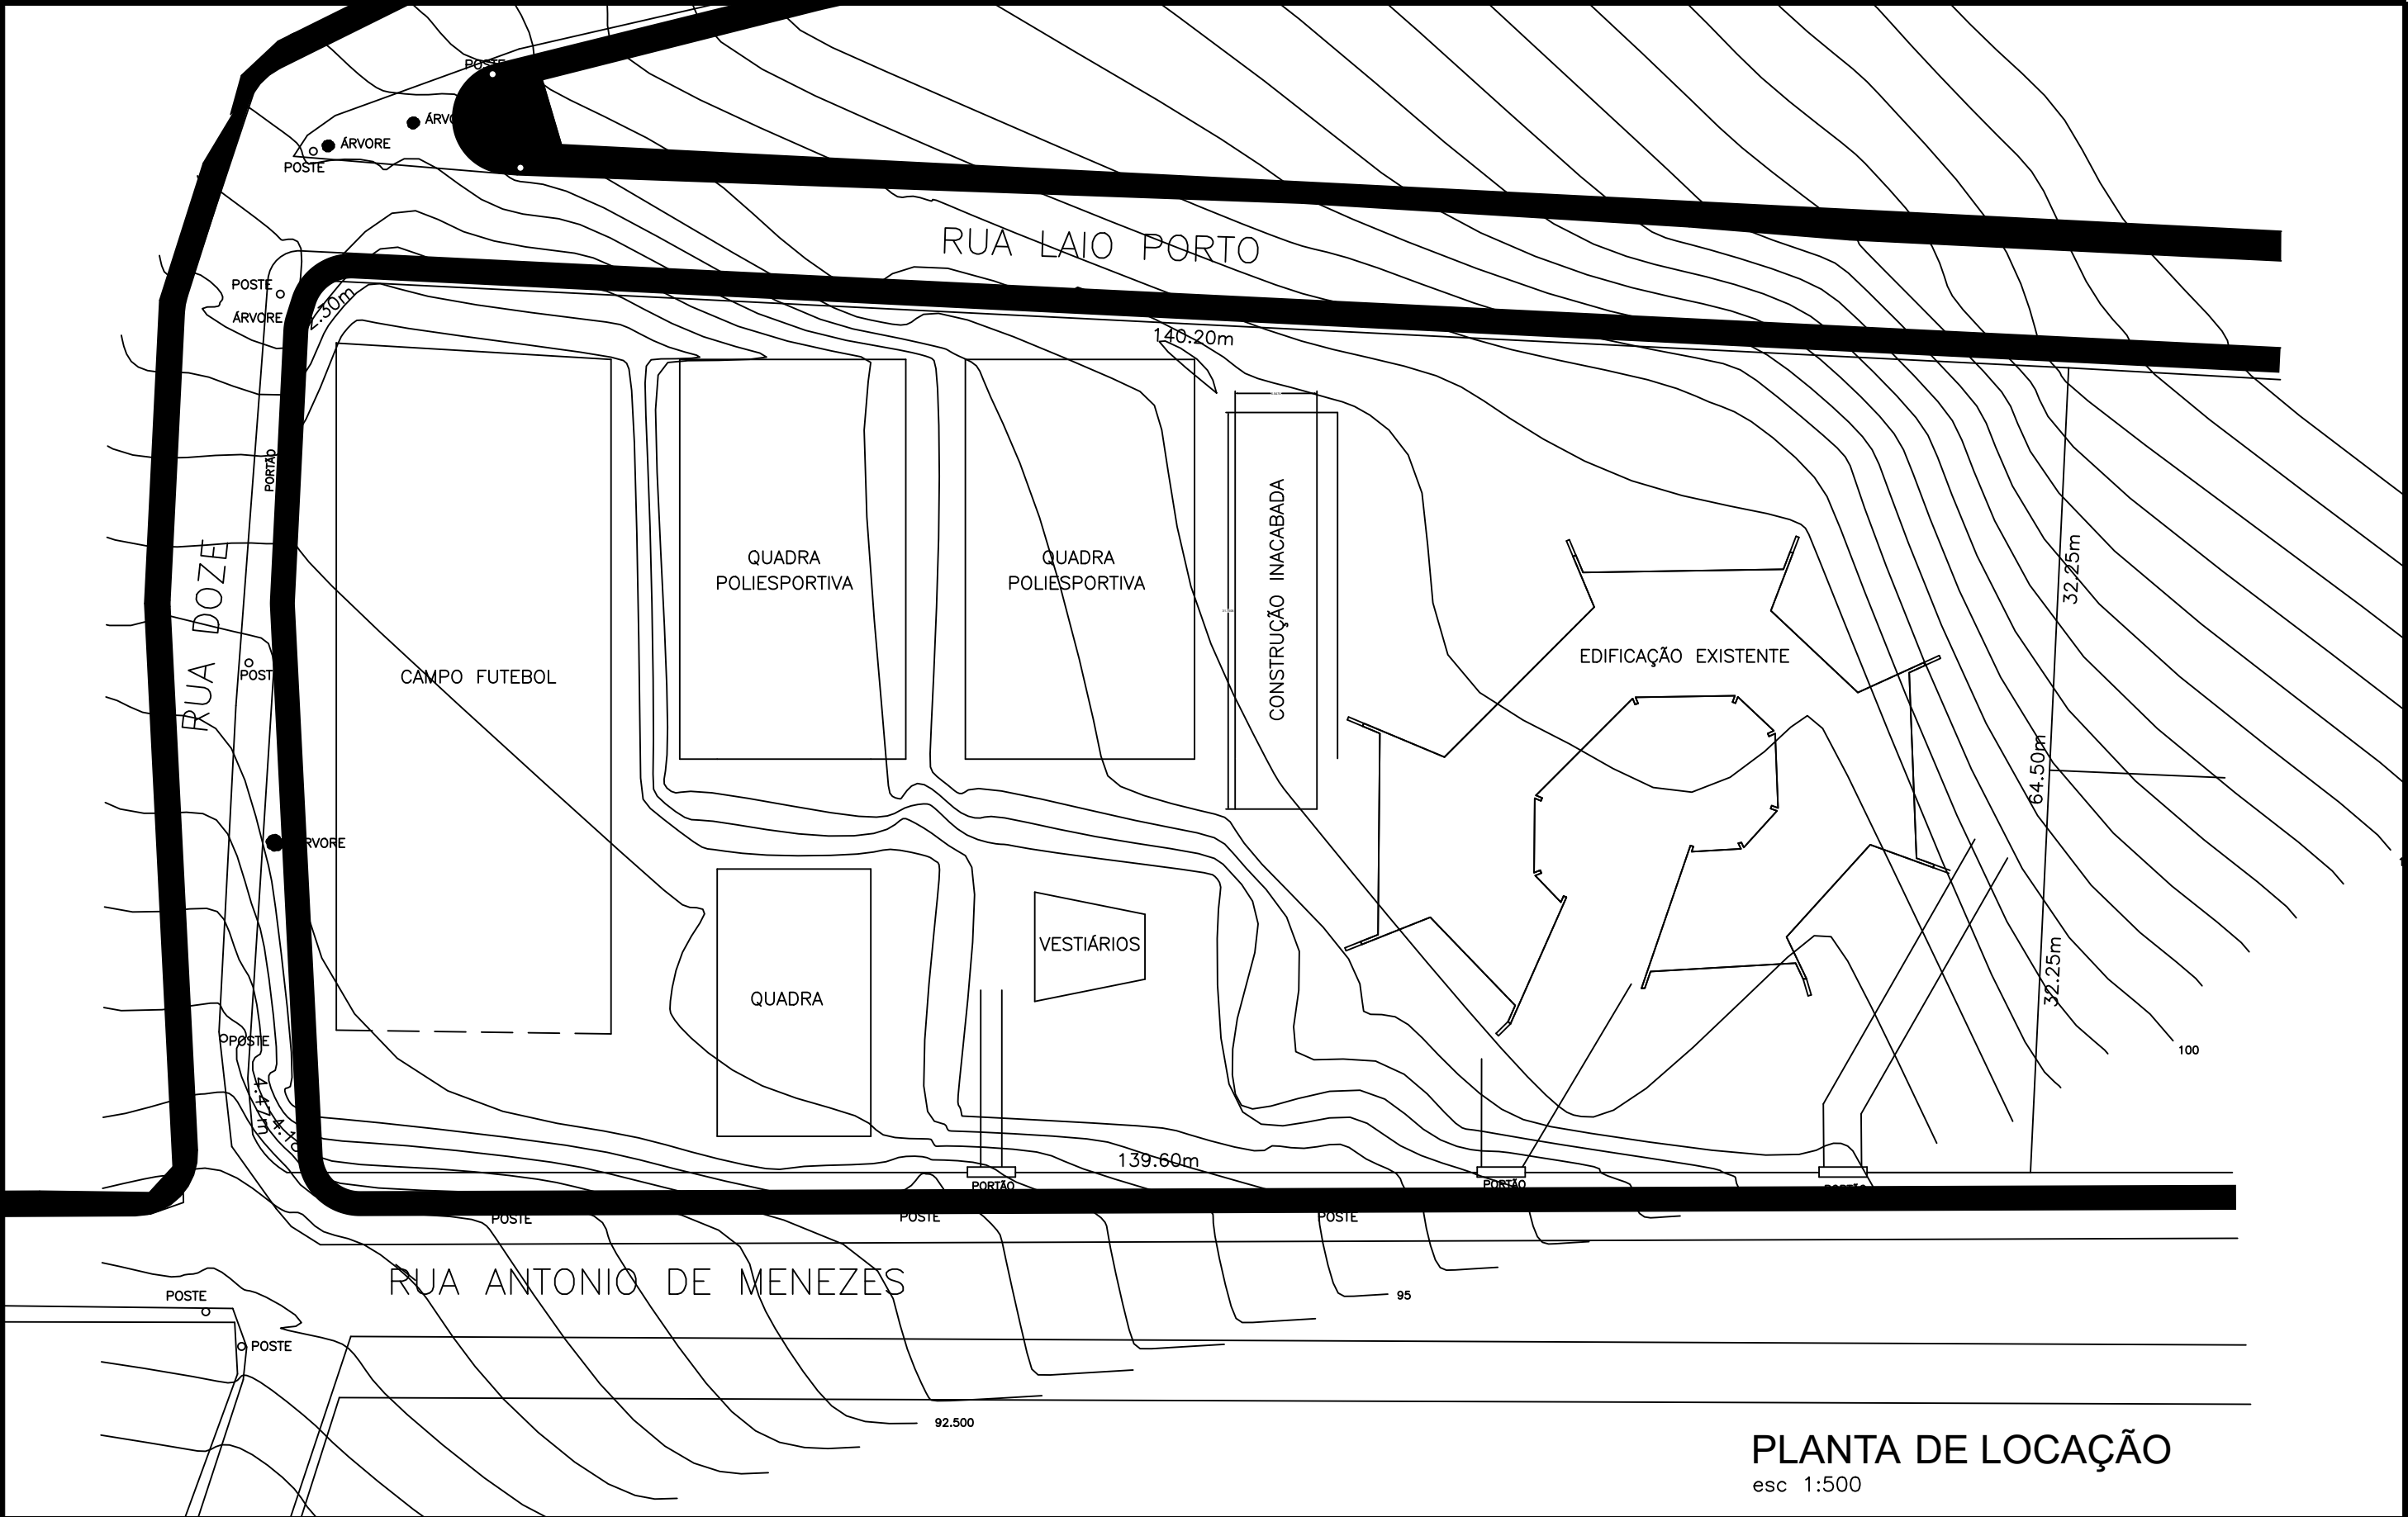 POSTE
ÁRVORE
POSTE
RUA LAIO PORTO
POSTE
ÁRVORE
2.30m
140.20m
PORTÃO
CONSTRUÇÃO INACABADA
QUADRA
POLIESPORTIVA
QUADRA
POLIESPORTIVA
32.25m
RUA DOZE
EDIFICAÇÃO EXISTENTE
CAMPO FUTEBOL
64.50m
VESTIÁRIOS
QUADRA
32.25m
POSTE
100
4.47m
139.60m
PORTÃO
PORTÃO
POSTE
POSTE
POSTE
RUA ANTONIO DE MENEZES
POSTE
95
POSTE
92.500
PLANTA DE LOCAÇÃO
esc 1:500